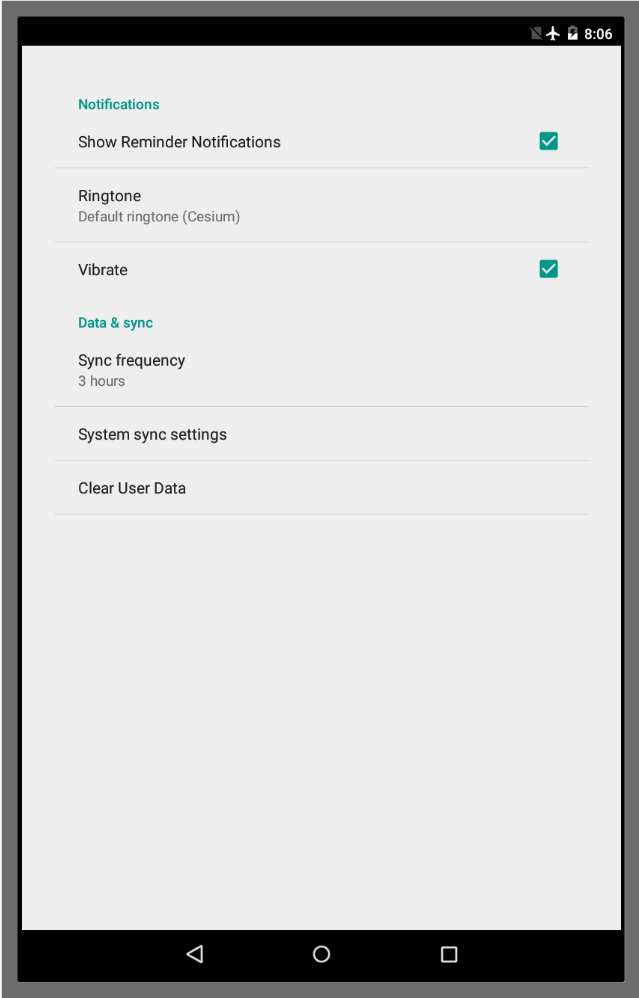 8:06
Notifications
Show Reminder Notifications
Ringtone
Default ringtone (Cesium)
Vibrate
Data & sync
Sync frequency
3 hours
System sync settings
Clear User Data